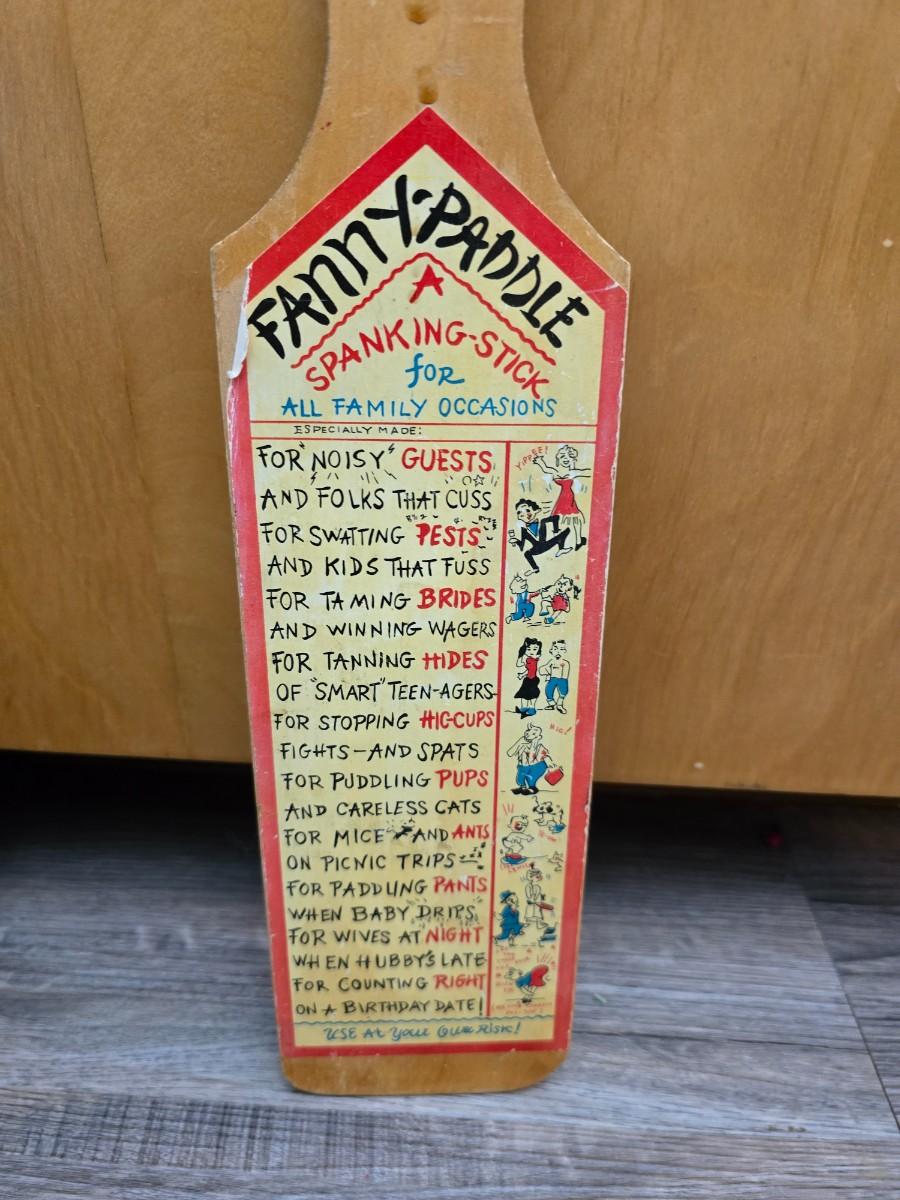 FANNY-PADDLE
A
SPANKING-STICK
for
ALL FAMILY OCCASIONS
ESPECIALLY MADE:
FOR "NOISY" GUESTS
AND FOLKS THAT CUSS
FOR SWATTING PESTS
AND KIDS THAT FUSS
FOR TAMING BRIDES
AND WINNING WAGERS
FOR TANNING HIDES
OF "SMART" TEEN-AGERS
FOR STOPPING HIC-CUPS
FIGHTS-AND SPATS
FOR PUDDLING PUPS
AND CARELESS CATS
FOR MICE AND ANTS
ON PICNIC TRIPS
FOR PADDLING PANTS
WHEN BABY DRIPS
FOR WIVES AT NIGHT
WHEN HUBBY'S LATE
FOR COUNTING RIGHT
ON A BIRTHDAY DATE!
USE At Your Own Risk!
YIPPEE!
HIC!